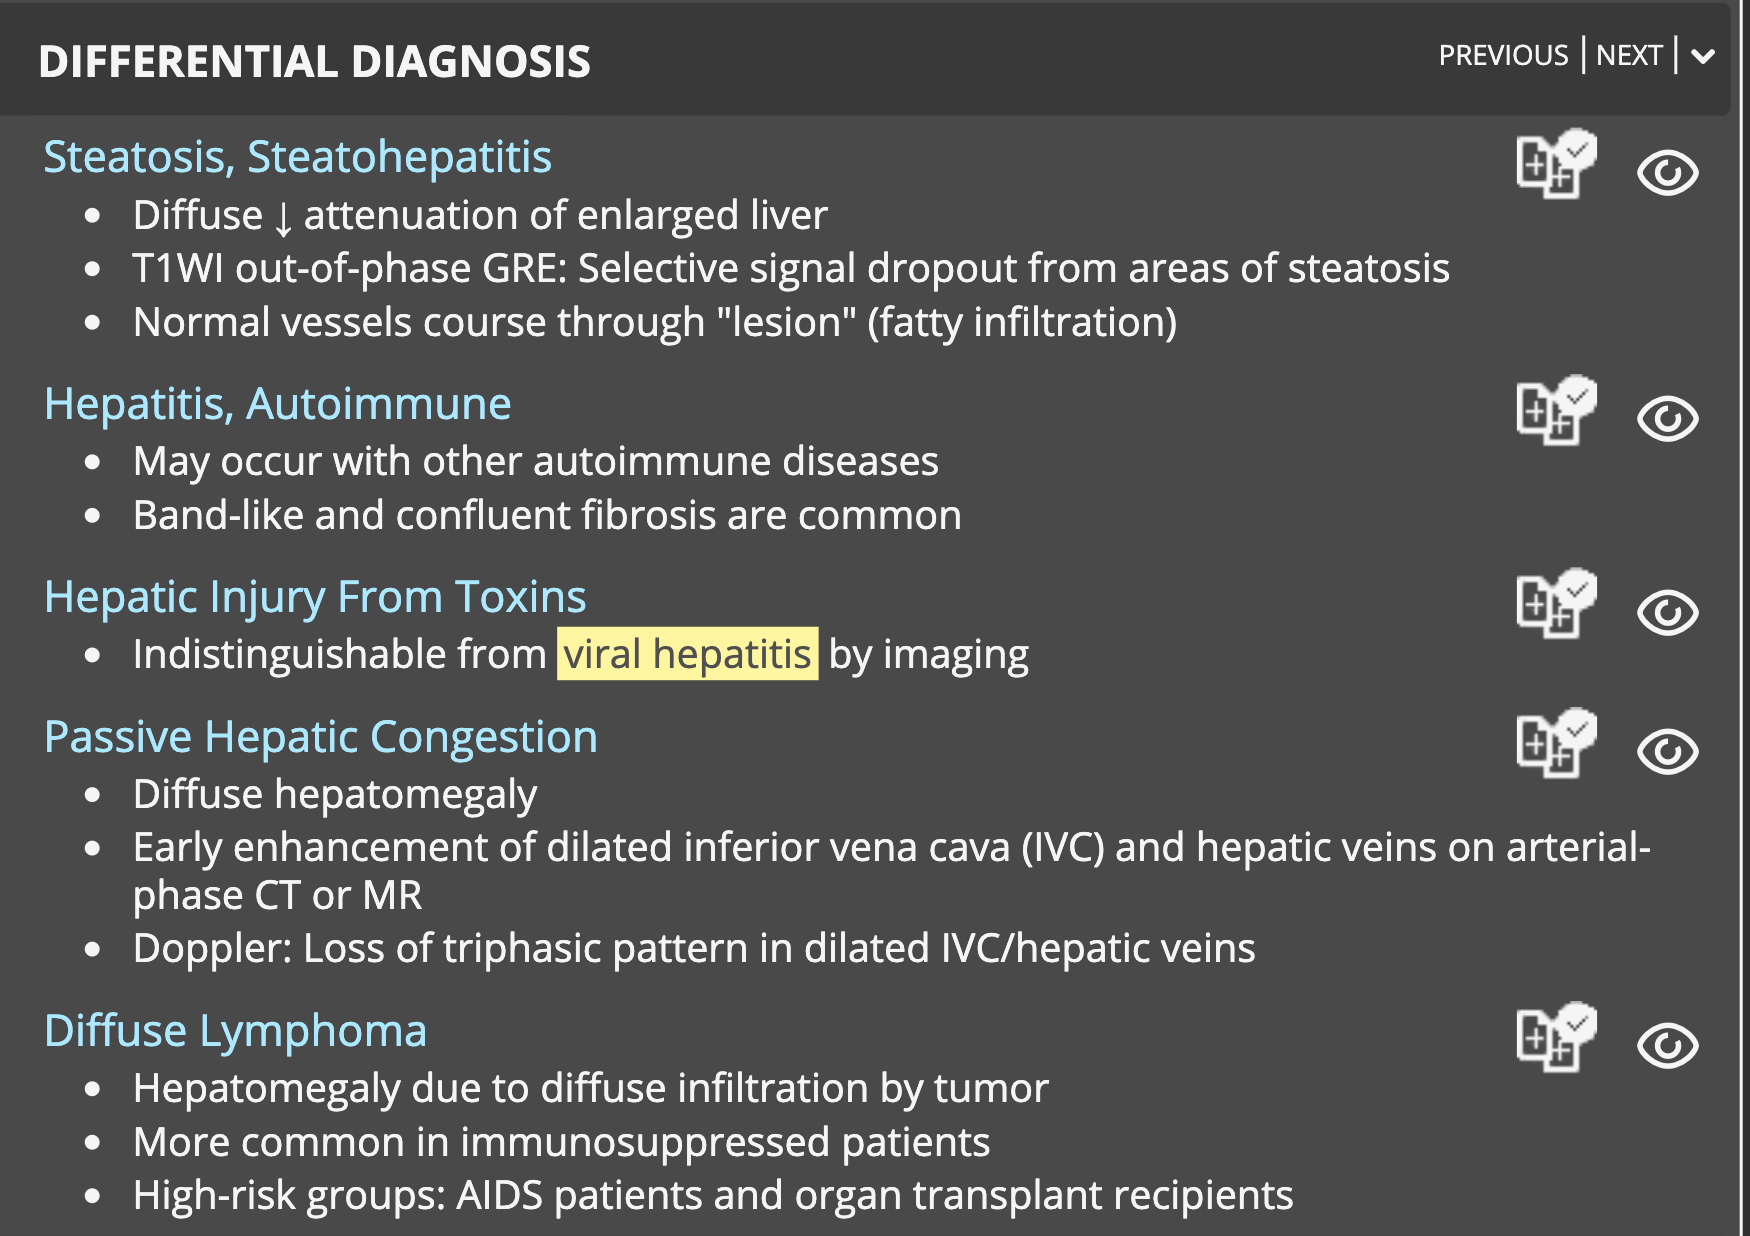 DIFFERENTIAL DIAGNOSIS
PREVIOUS | NEXT |
Steatosis, Steatohepatitis
• Diffuse ↓ attenuation of enlarged liver
• T1WI out-of-phase GRE: Selective signal dropout from areas of steatosis
• Normal vessels course through "lesion" (fatty infiltration)
Hepatitis, Autoimmune
• May occur with other autoimmune diseases
• Band-like and confluent fibrosis are common
Hepatic Injury From Toxins
• Indistinguishable from viral hepatitis by imaging
Passive Hepatic Congestion
• Diffuse hepatomegaly
• Early enhancement of dilated inferior vena cava (IVC) and hepatic veins on arterial-
phase CT or MR
• Doppler: Loss of triphasic pattern in dilated IVC/hepatic veins
Diffuse Lymphoma
• Hepatomegaly due to diffuse infiltration by tumor
• More common in immunosuppressed patients
• High-risk groups: AIDS patients and organ transplant recipients